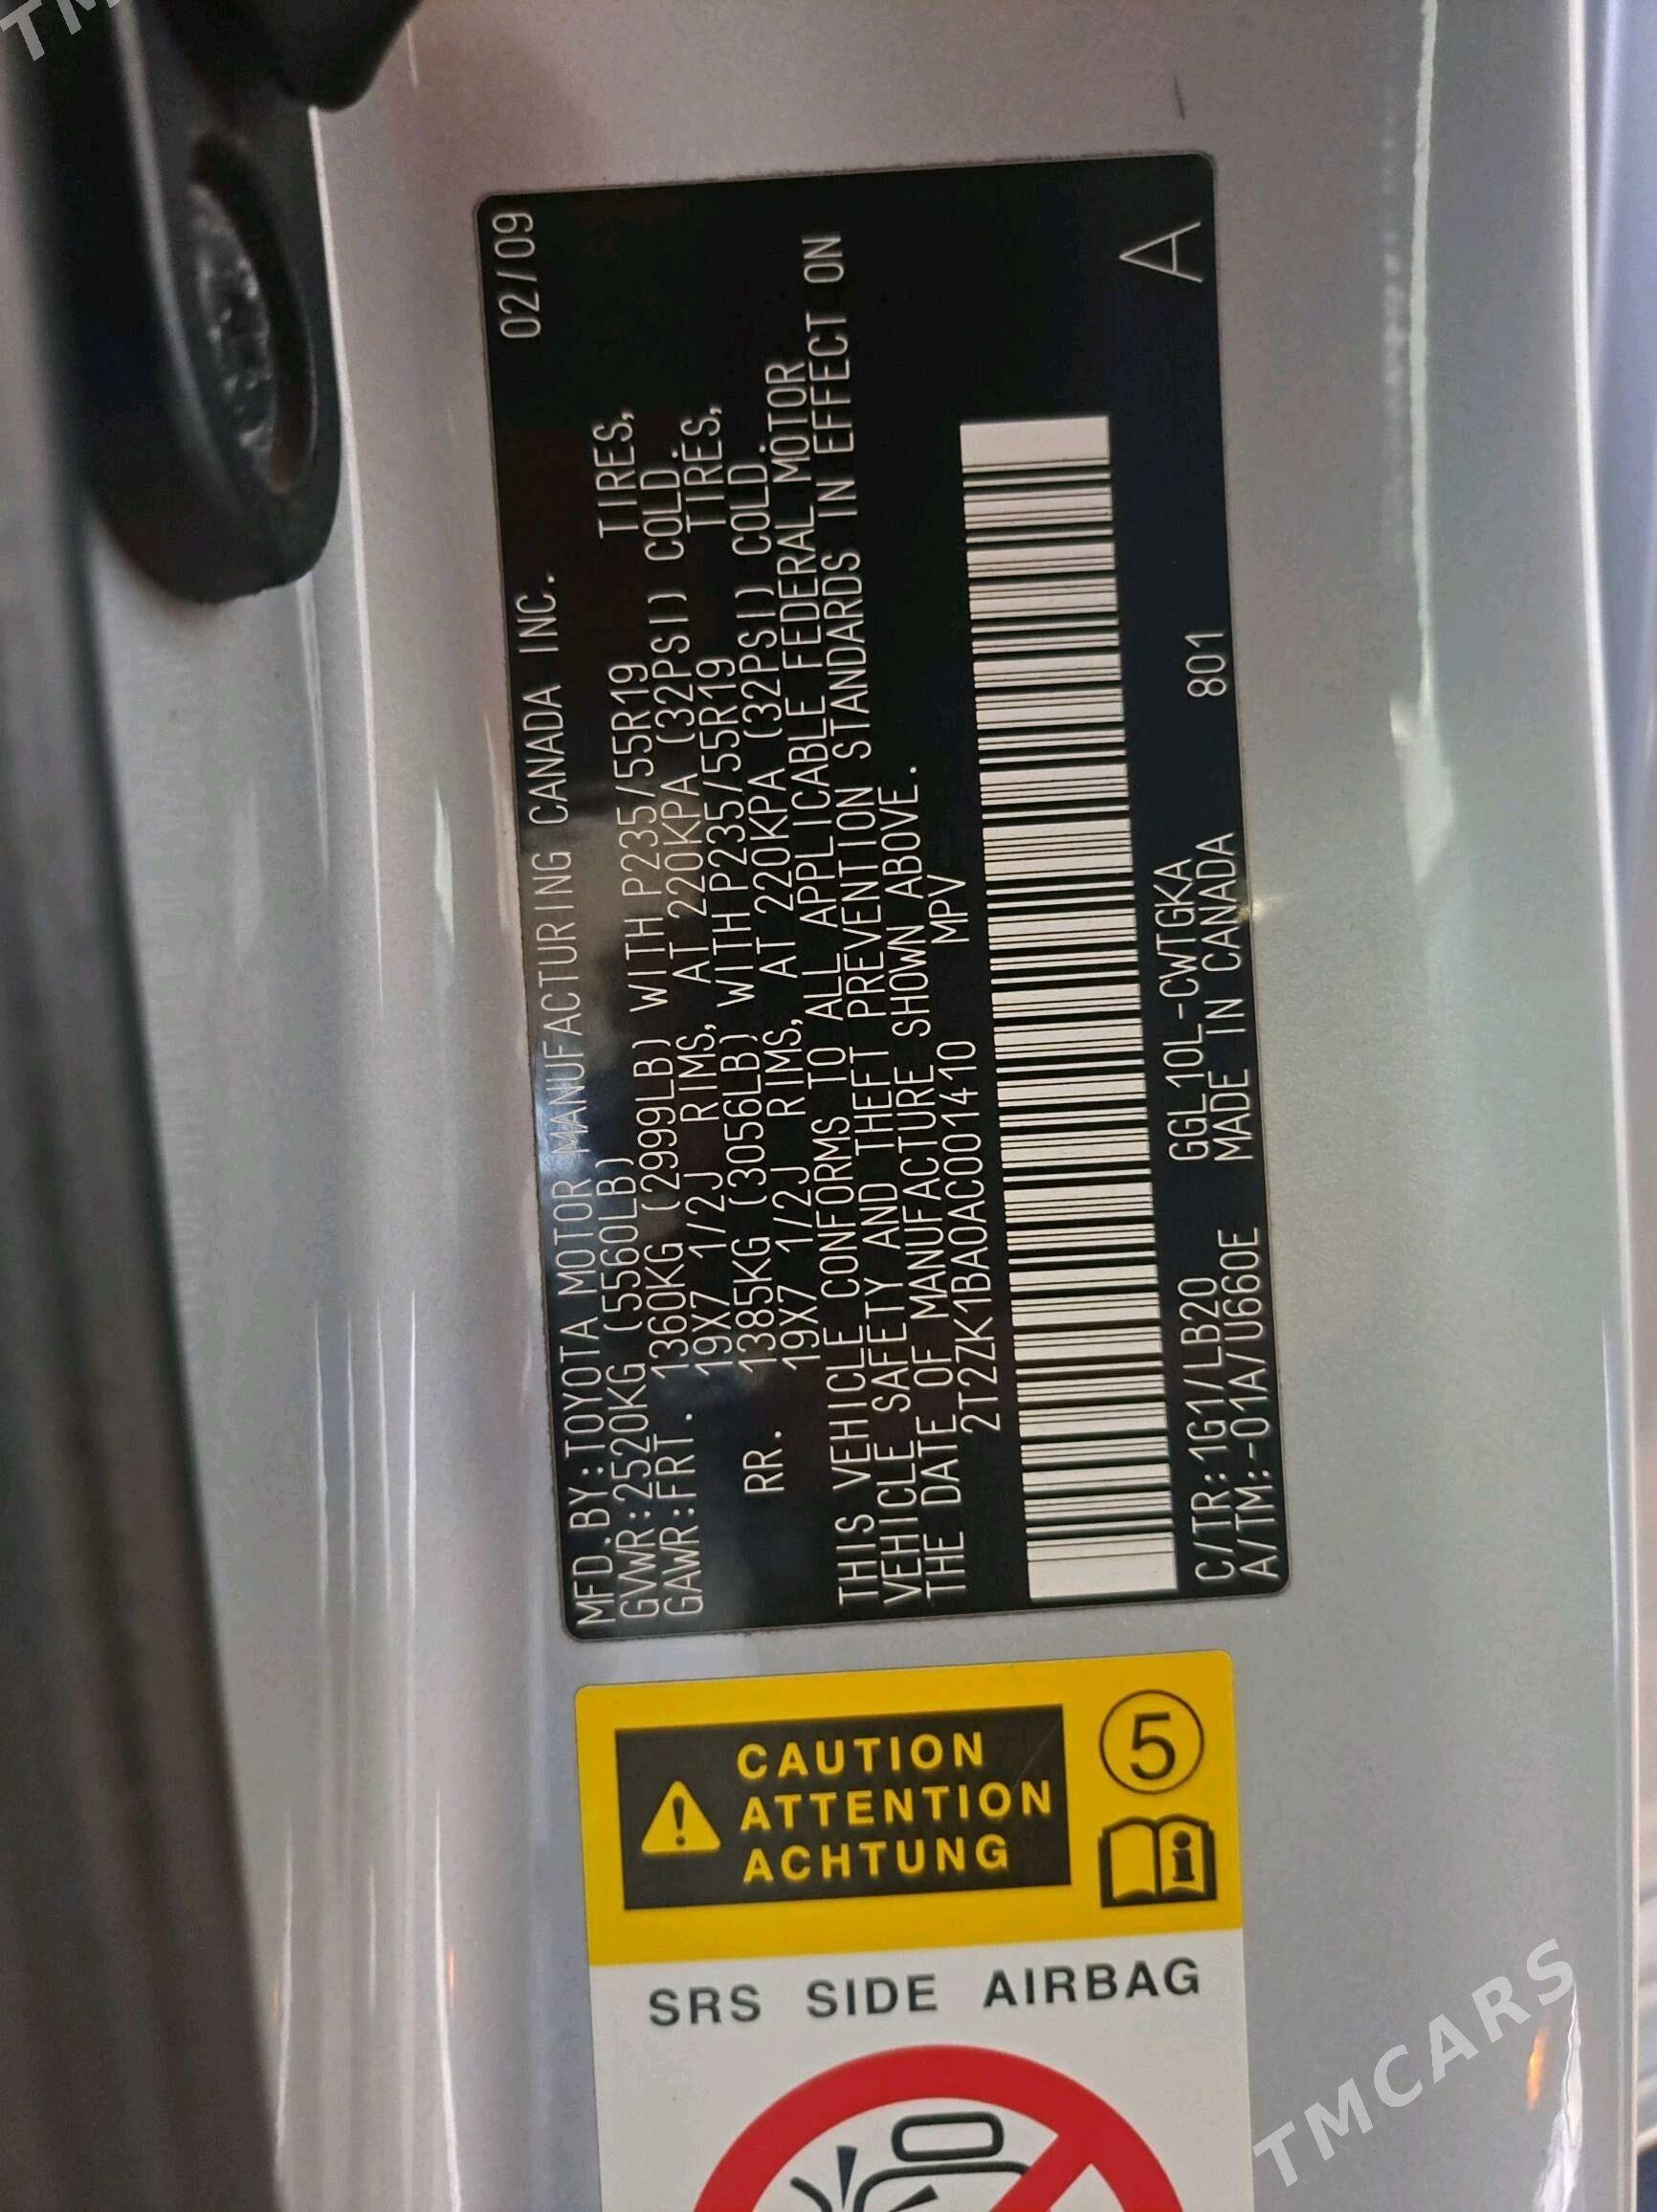 MFD.BY:TOYOTA MOTOR MANUFACTURING CANADA INC. 02/09
GVWR:2520KG (5560LB)
GAWR:FRT. 1360KG (2999LB) WITH P235/55R19 TIRES,
19X7 1/2J RIMS, AT 220KPA (32PSI) COLD.
RR. 1385KG (3056LB) WITH P235/55R19 TIRES,
19X7 1/2J RIMS, AT 220KPA (32PSI) COLD.
THIS VEHICLE CONFORMS TO ALL APPLICABLE FEDERAL MOTOR
VEHICLE SAFETY AND THEFT PREVENTION STANDARDS IN EFFECT ON
THE DATE OF MANUFACTURE SHOWN ABOVE.
2T2ZK1BA0AC001410 MPV
A
C/TR:1G1/LB20 GGL10L-CWTGKA 801
A/TM:-01A/U660E MADE IN CANADA
CAUTION
ATTENTION
ACHTUNG
5
i
SRS SIDE AIRBAG
TMCARS